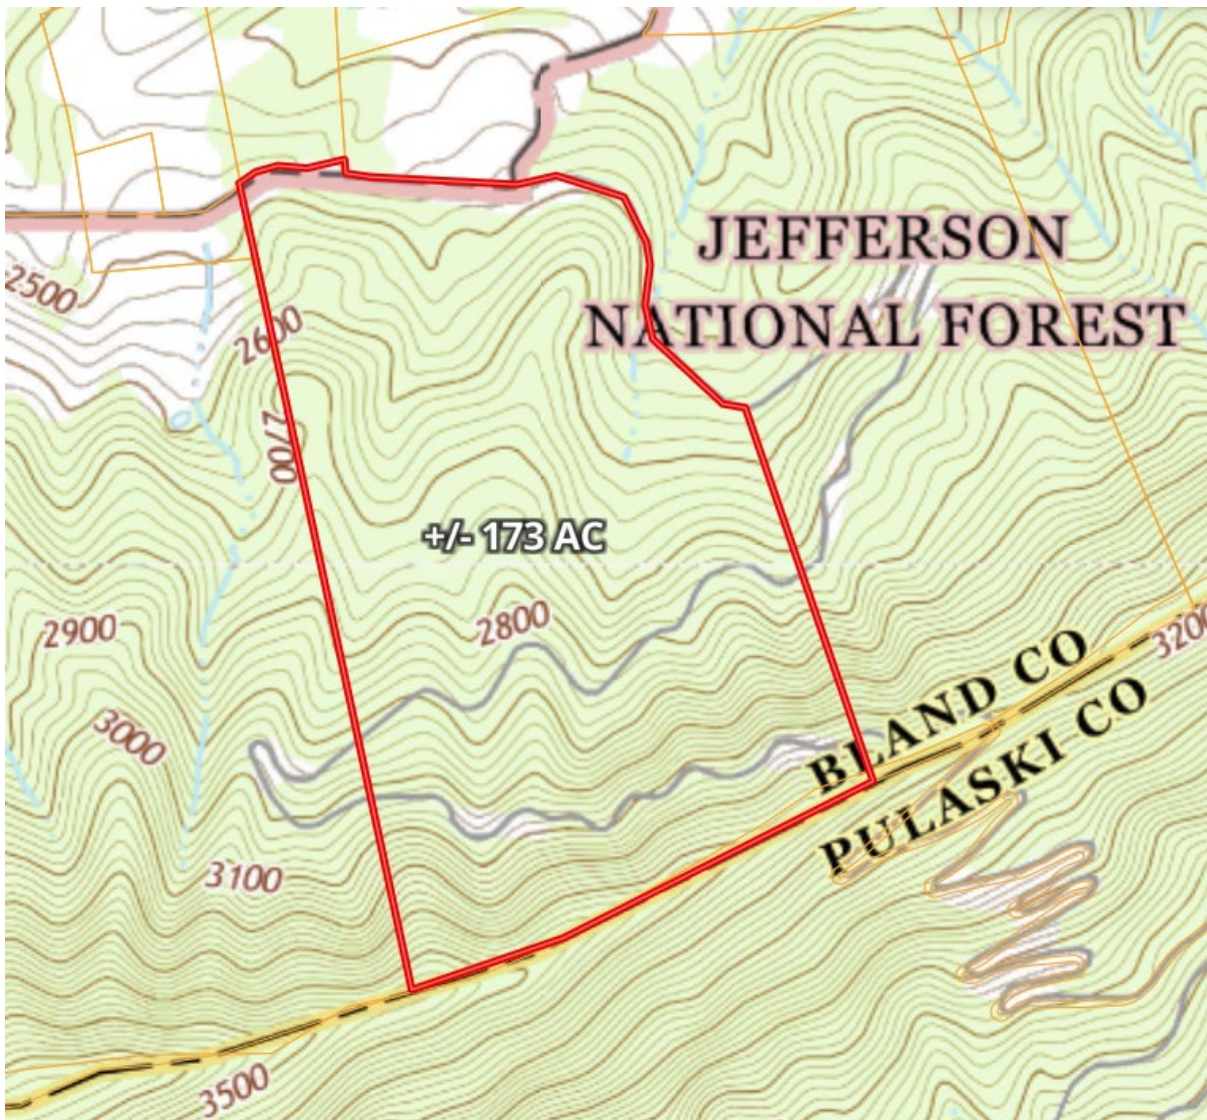 JEFFERSON
NATIONAL FOREST
2500
2600
2700
+/- 173 AC
2800
2900
3200
BLAND CO
PULASKI CO
3000
3100
3500